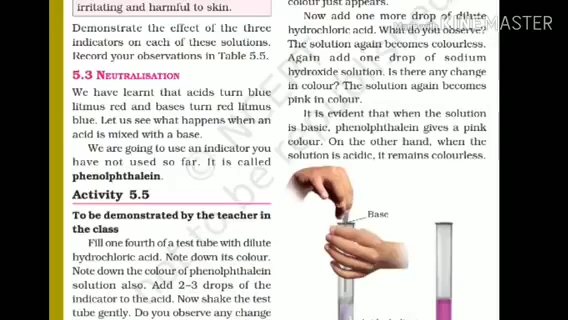 irritating and harmful to skin.
Demonstrate the effect of the three
indicators on each of these solutions.
Record your observations in Table 5.5.
5.3 NEUTRALISATION
We have learnt that acids turn blue
litmus red and bases turn red litmus
blue. Let us see what happens when an
acid is mixed with a base.
We are going to use an indicator you
have not used so far. It is called
phenolphthalein.
Activity 5.5
To be demonstrated by the teacher in
the class
Fill one fourth of a test tube with dilute
hydrochloric acid. Note down its colour.
Note down the colour of phenolphthalein
solution also. Add 2–3 drops of the
indicator to the acid. Now shake the test
tube gently. Do you observe any change
colour just appears.
Now add one more drop of dilute
hydrochloric acid. What do you observe?
The solution again becomes colourless.
Again add one drop of sodium
hydroxide solution. Is there any change
in colour? The solution again becomes
pink in colour.
It is evident that when the solution
is basic, phenolphthalein gives a pink
colour. On the other hand, when the
solution is acidic, it remains colourless.
Base
Made with
KINEMASTER
not to be republished